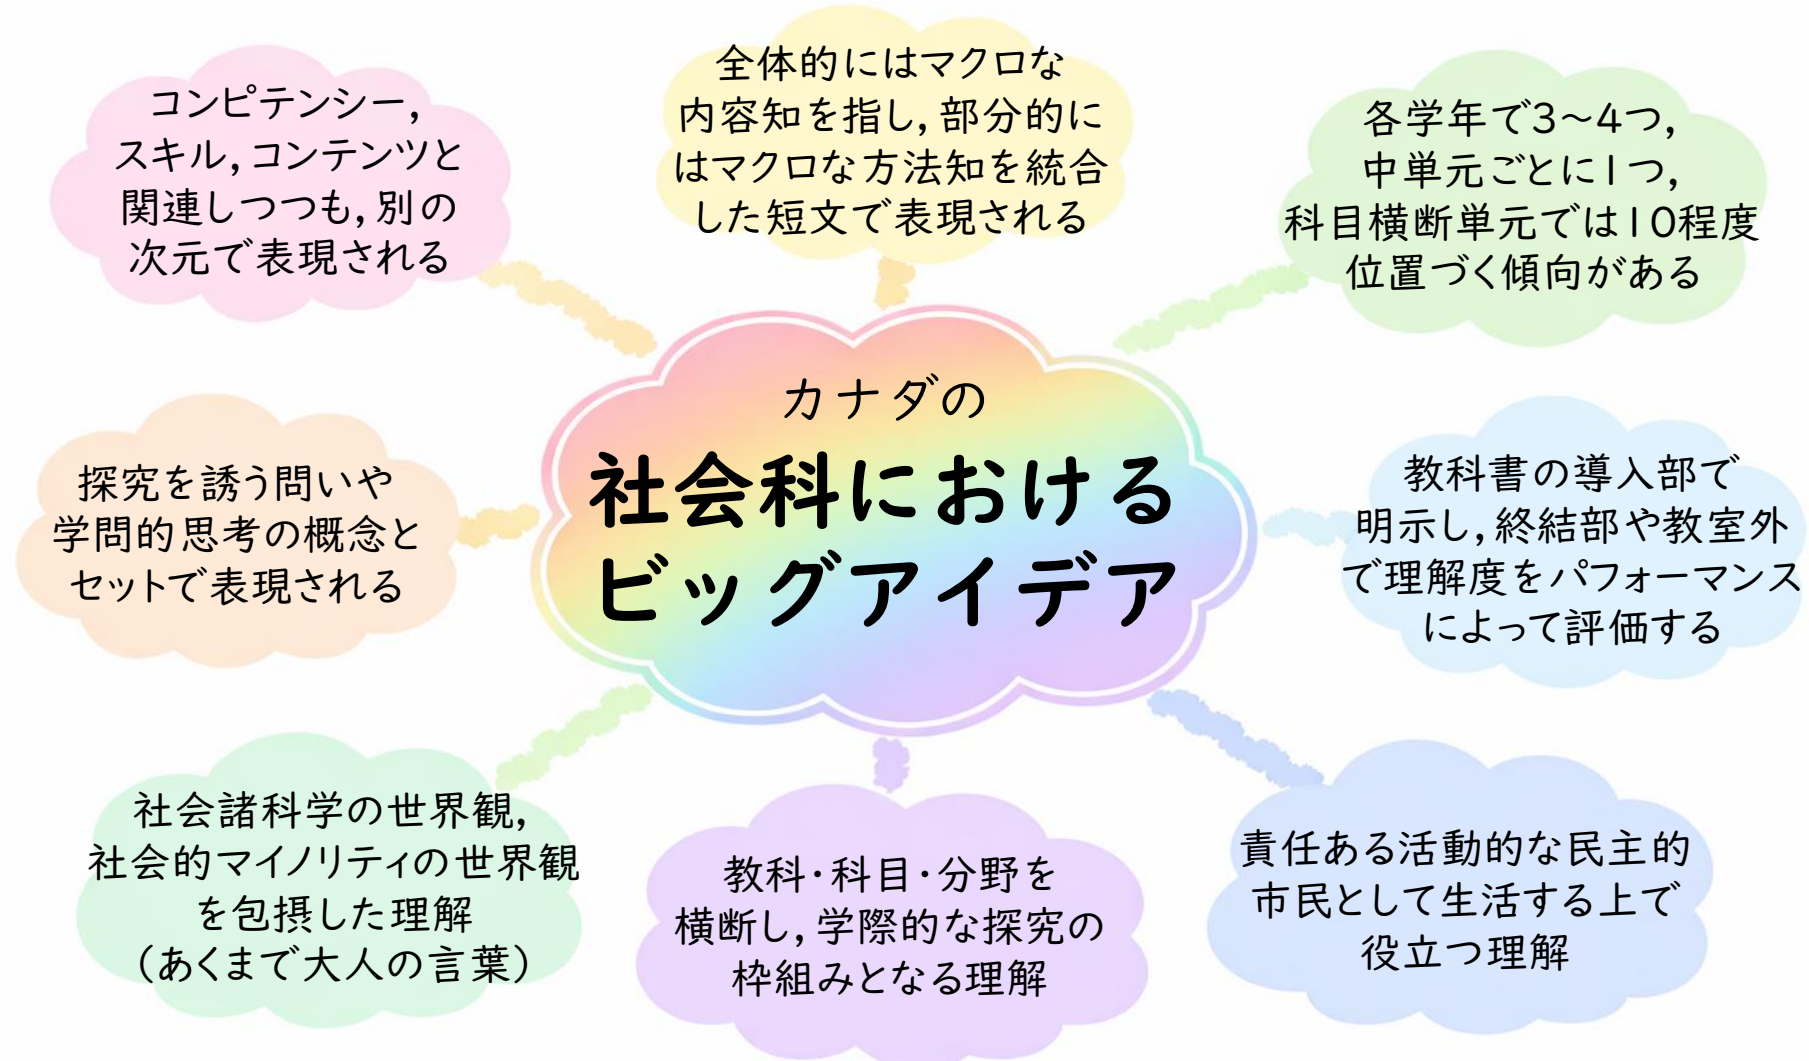 コンピテンシー,
スキル,コンテンツと
関連しつつも,別の
次元で表現される
全体的にはマクロな
内容知を指し,部分的に
はマクロな方法知を統合
した短文で表現される
各学年で3~4つ,
中単元ごとに1つ,
科目横断単元では10程度
位置づく傾向がある
カナダの
社会科における
ビッグアイデア
探究を誘う問いや
学問的思考の概念と
セットで表現される
教科書の導入部で
明示し,終結部や教室外
で理解度をパフォーマンス
によって評価する
社会諸科学の世界観,
社会的マイノリティの世界観
を包摂した理解
(あくまで大人の言葉)
教科・科目・分野を
横断し,学際的な探究の
枠組みとなる理解
責任ある活動的な民主的
市民として生活する上で
役立つ理解